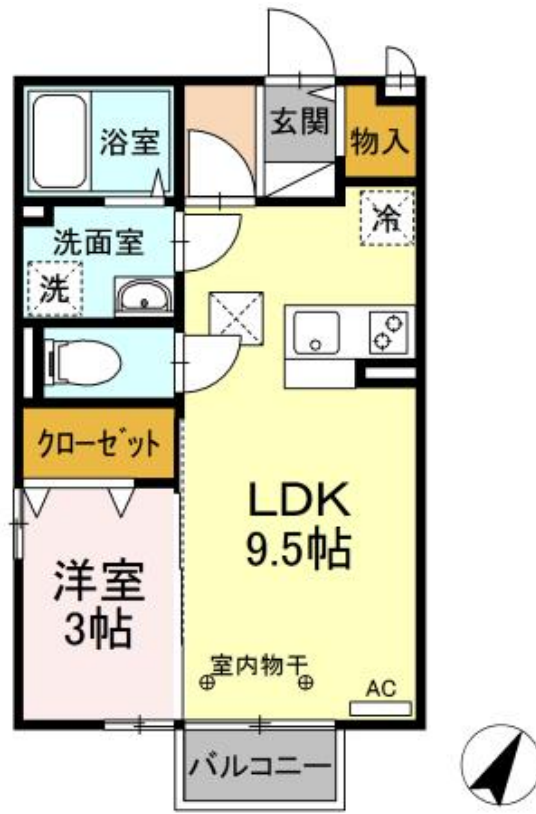 浴室
玄関
物入
洗面室
冷
洗
クローゼット
LDK
9.5帖
洋室
3帖
室内物干
AC
バルコニー